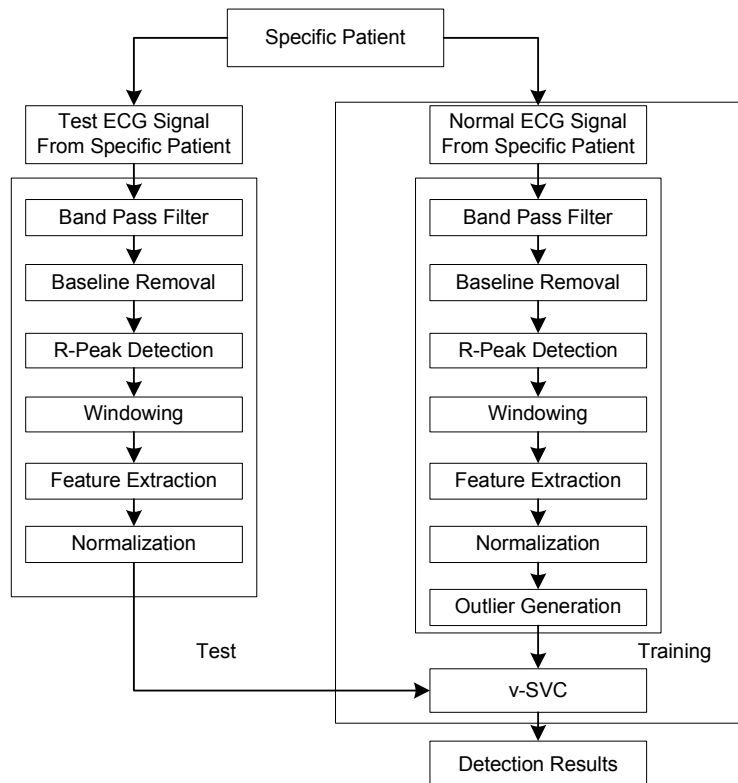 Specific Patient
Test ECG Signal
From Specific Patient
Band Pass Filter
Baseline Removal
R-Peak Detection
Windowing
Feature Extraction
Normalization
Test
Normal ECG Signal
From Specific Patient
Band Pass Filter
Baseline Removal
R-Peak Detection
Windowing
Feature Extraction
Normalization
Outlier Generation
Training
v-SVC
Detection Results